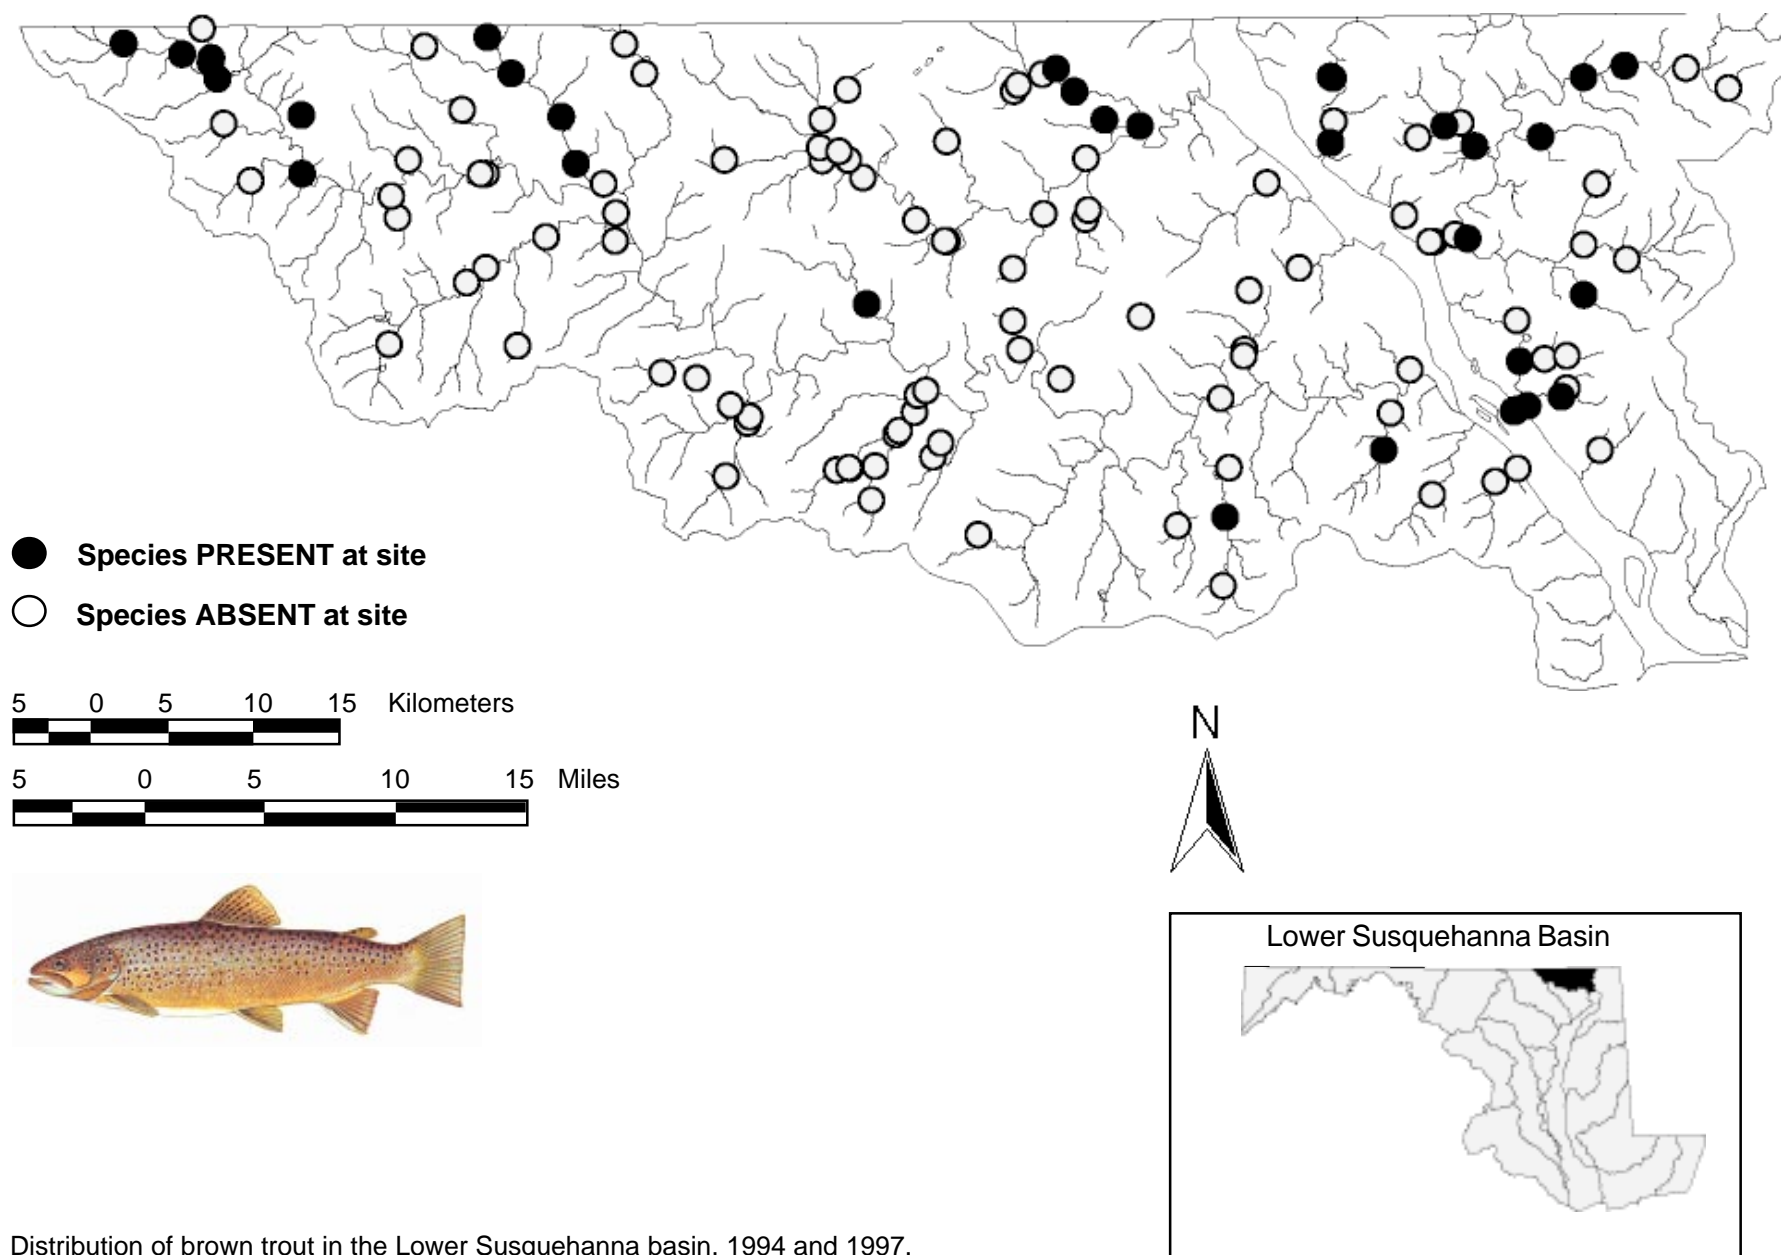 Species PRESENT at site
Species ABSENT at site
5 0 5 10 15 Kilometers
5 0 5 10 15 Miles
N
Lower Susquehanna Basin
Distribution of brown trout in the Lower Susquehanna basin, 1994 and 1997.